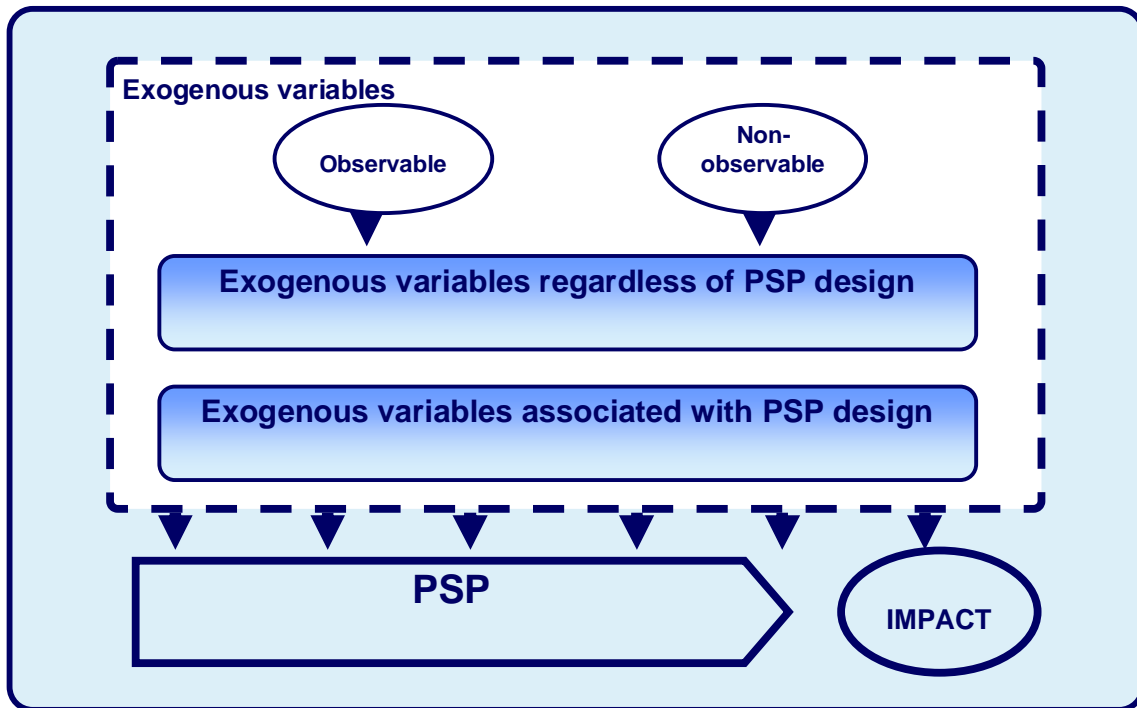 Exogenous variables
Observable
Non-
observable
Exogenous variables regardless of PSP design
Exogenous variables associated with PSP design
PSP
IMPACT